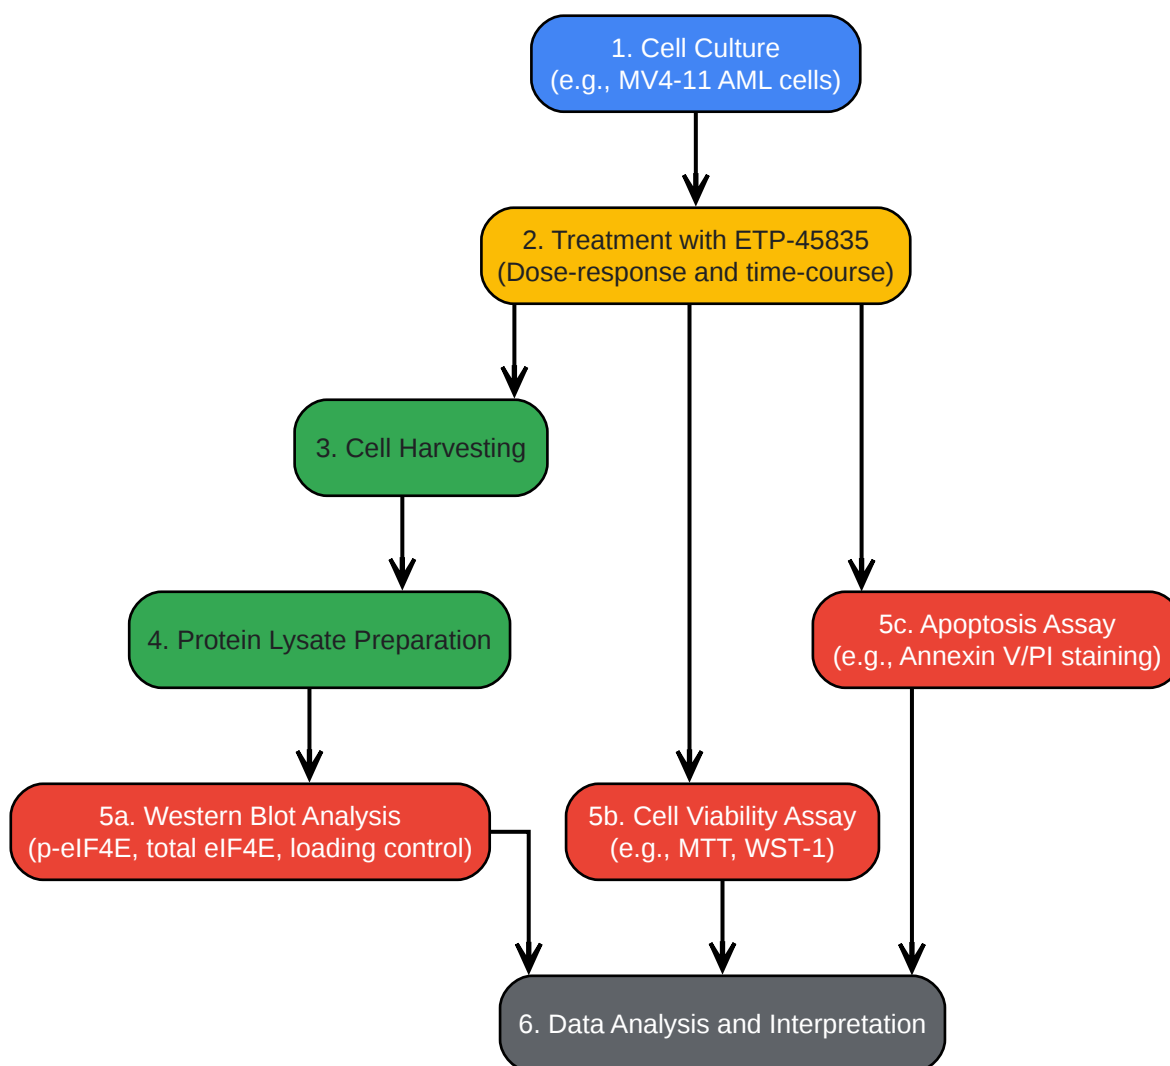 1. Cell Culture
(e.g., MV4-11 AML cells)
2. Treatment with ETP-45835
(Dose-response and time-course)
3. Cell Harvesting
4. Protein Lysate Preparation
5c. Apoptosis Assay
(e.g., Annexin V/PI staining)
5a. Western Blot Analysis
(p-eIF4E, total eIF4E, loading control)
5b. Cell Viability Assay
(e.g., MTT, WST-1)
6. Data Analysis and Interpretation